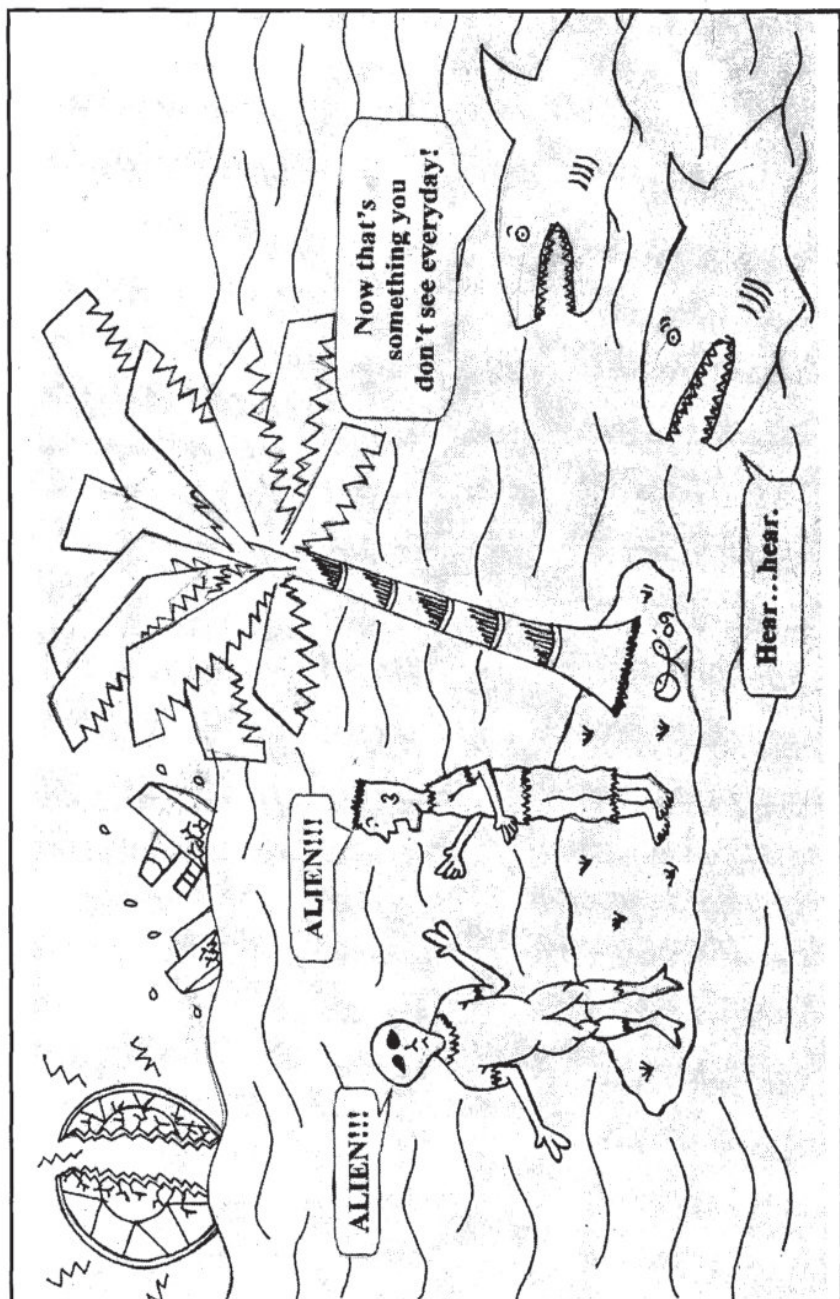 ALIEN!!!
ALIEN!!!
Now that's
something you
don't see everyday!
Hear...hear.